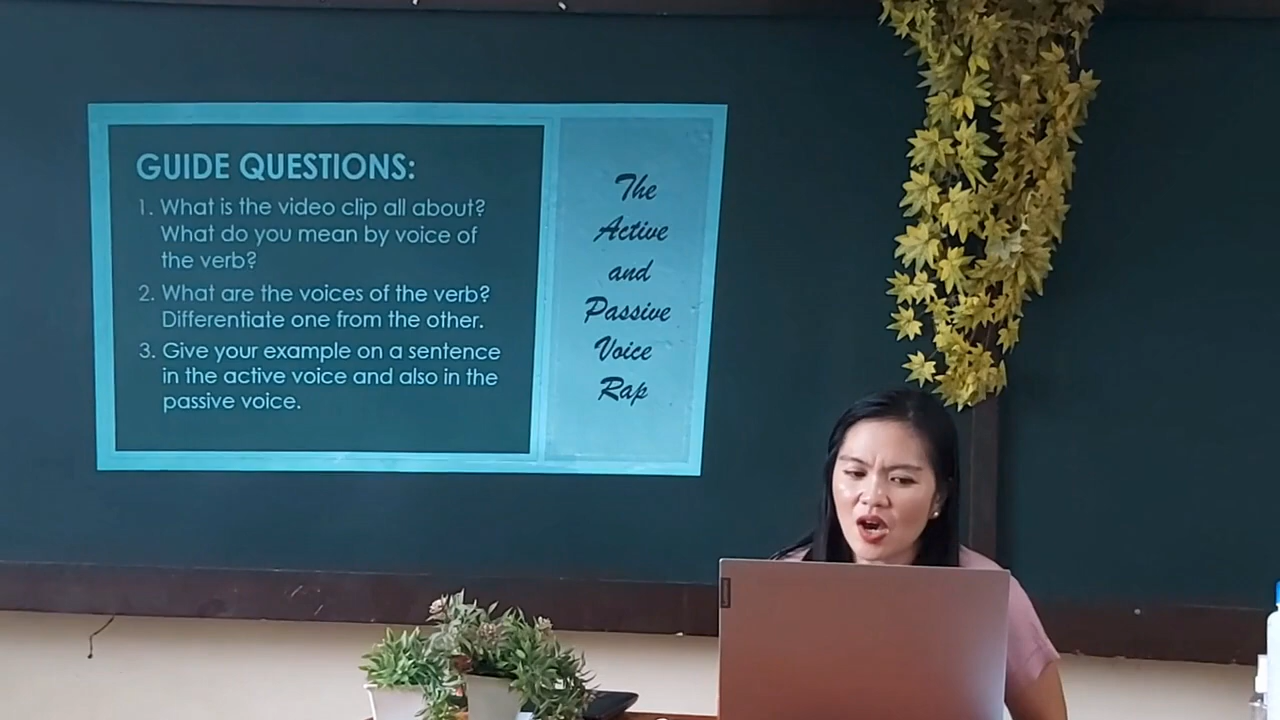 GUIDE QUESTIONS:
1. What is the video clip all about?
What do you mean by voice of
the verb?
2. What are the voices of the verb?
Differentiate one from the other.
3. Give your example on a sentence
in the active voice and also in the
passive voice.
The
Active
and
Passive
Voice
Rap